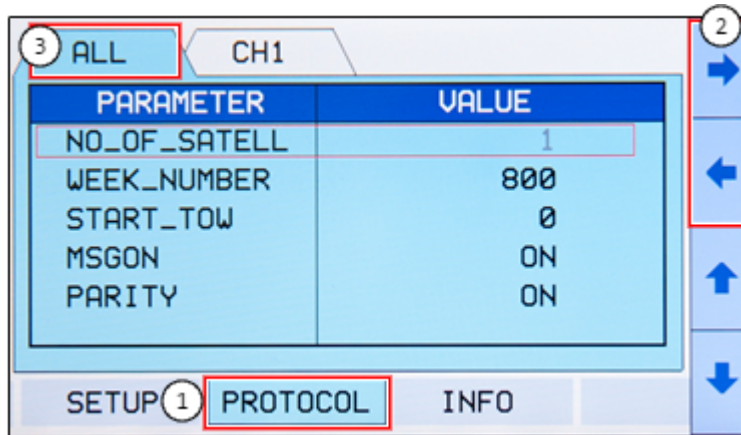 3 ALL CH1 2
PARAMETER VALUE
NO_OF_SATELL 1
WEEK_NUMBER 800
START_TOW 0
MSGON ON
PARITY ON
SETUP 1 PROTOCOL INFO